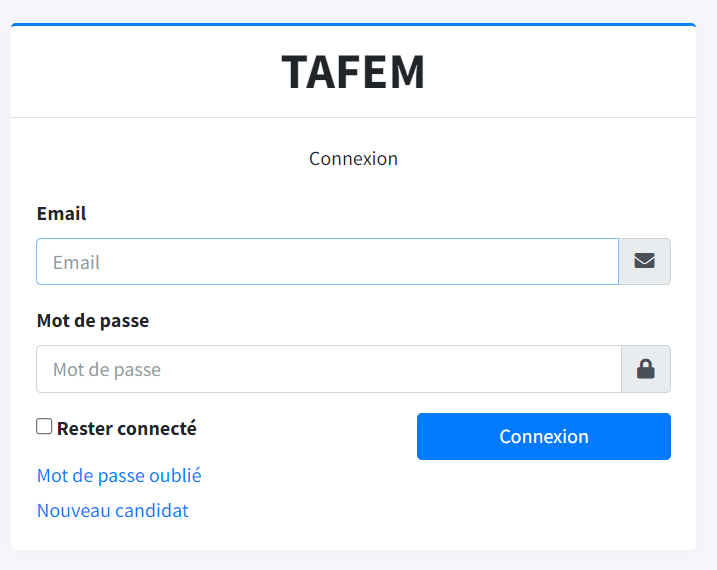 TAFEM
Connexion
Email
Email
Mot de passe
Mot de passe
Rester connecté
Connexion
Mot de passe oublié
Nouveau candidat